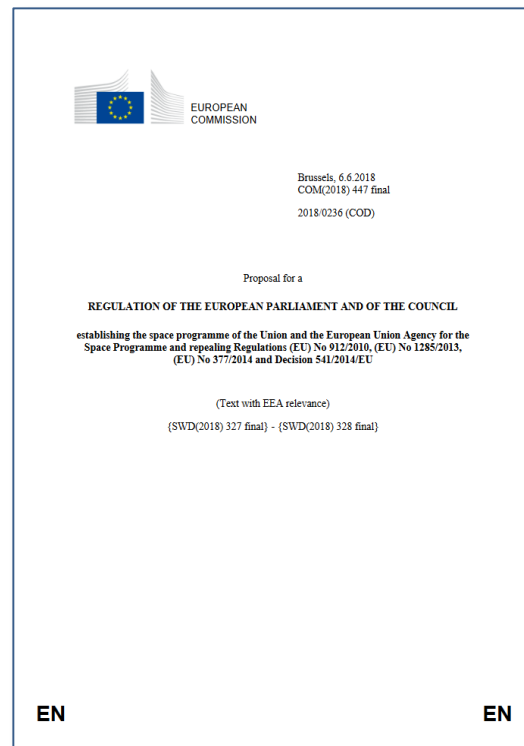 EUROPEAN
COMMISSION
Brussels, 6.6.2018
COM(2018) 447 final
2018/0236 (COD)
Proposal for a
REGULATION OF THE EUROPEAN PARLIAMENT AND OF THE COUNCIL
establishing the space programme of the Union and the European Union Agency for the
Space Programme and repealing Regulations (EU) No 912/2010, (EU) No 1285/2013,
(EU) No 377/2014 and Decision 541/2014/EU
(Text with EEA relevance)
{SWD(2018) 327 final} - {SWD(2018) 328 final}
EN EN